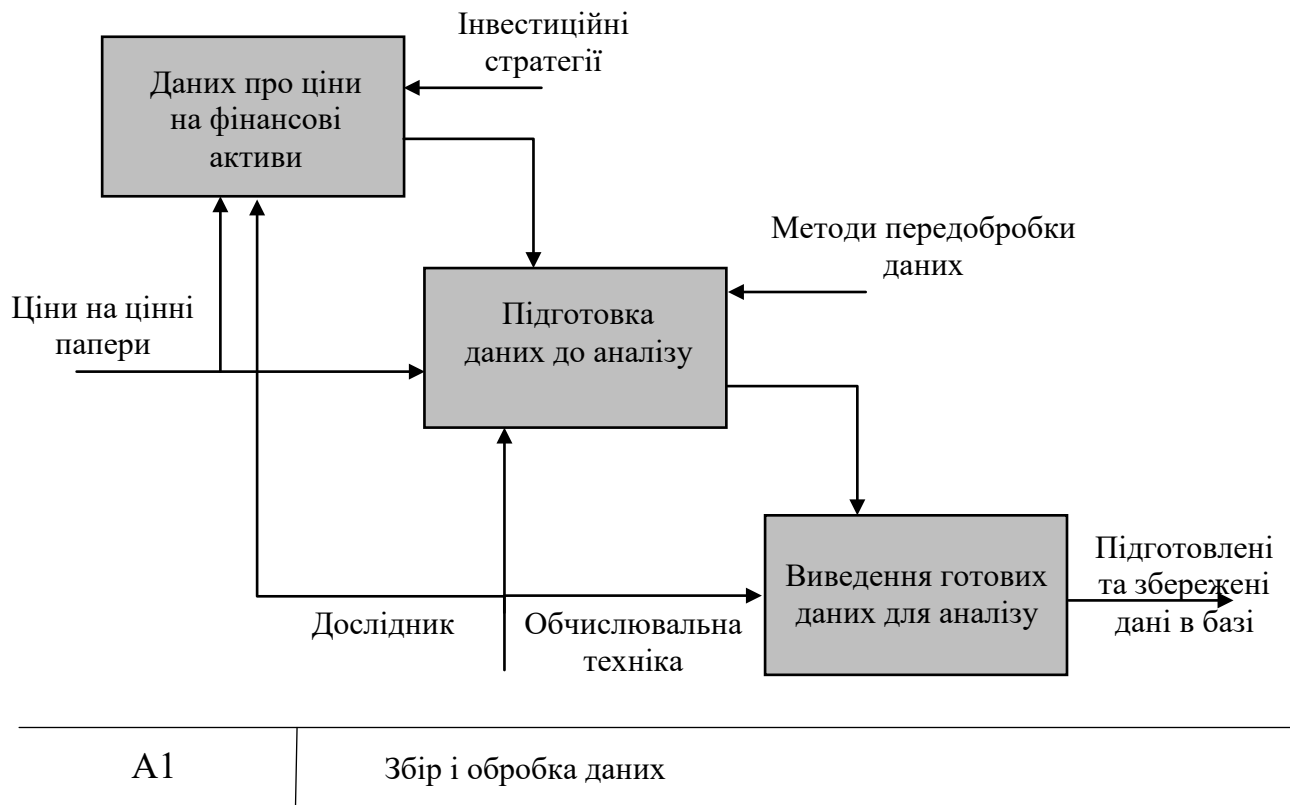 Інвестиційні
стратегії
Даних про ціни
на фінансові
активи
Методи передобробки
даних
Ціни на цінні
папери
Підготовка
даних до аналізу
Виведення готових
даних для аналізу
Підготовлені
та збережені
дані в базі
Дослідник
Обчислювальна
техніка
А1
Збір і обробка даних